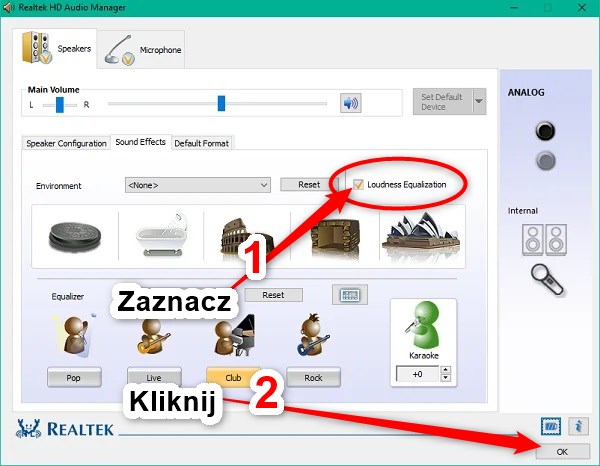 Realtek HD Audio Manager
Speakers
Microphone
Main Volume
L
R
Set Default
Device
ANALOG
Speaker Configuration
Sound Effects
Default Format
Environment
<None>
Reset
Loudness Equalization
Internal
1
Zaznacz
Equalizer
Reset
Karaoke
+0
Pop
Live
Club
Rock
Kliknij
2
REALTEK
OK